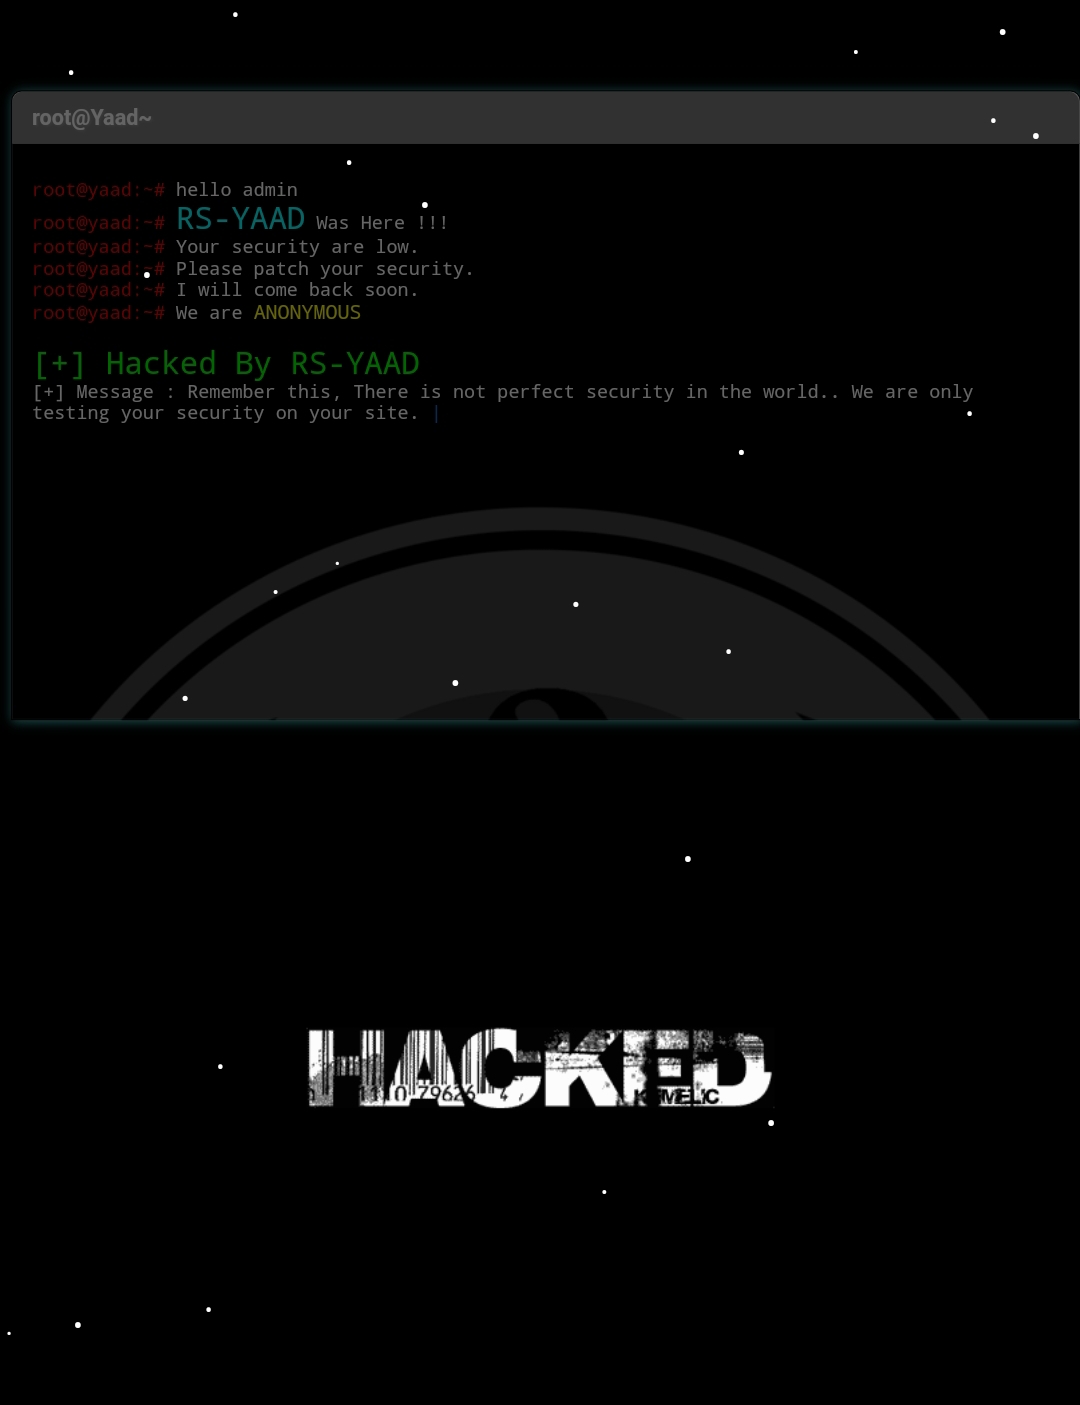 root@Yaad~
root@yaad:~# hello admin
root@yaad:~# RS-YAAD Was Here !!!
root@yaad:~# Your security are low.
root@yaad:~# Please patch your security.
root@yaad:~# I will come back soon.
root@yaad:~# We are ANONYMOUS
[+] Hacked By RS-YAAD
[+] Message : Remember this, There is not perfect security in the world.. We are only
testing your security on your site. |
HACKED